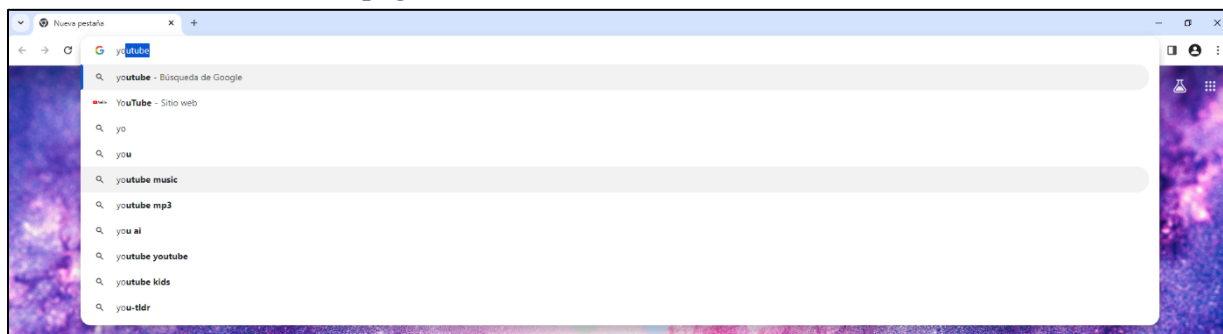 Nueva pestaña
youtube
youtube - Búsqueda de Google
YouTube - Sitio web
yo
you
youtube music
youtube mp3
you ai
youtube youtube
youtube kids
you-tldr